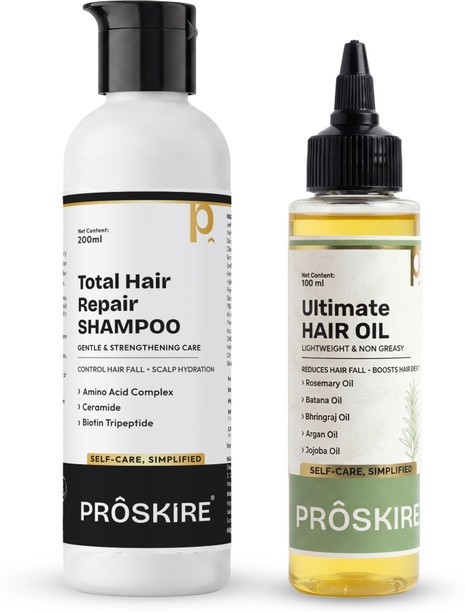 Net Content:
200ml
Total Hair
Repair
SHAMPOO
GENTLE & STRENGTHENING CARE
CONTROL HAIR FALL + SCALP HYDRATION
› Amino Acid Complex
› Ceramide
› Biotin Tripeptide
SELF-CARE, SIMPLIFIED
PRÔSKIRE®
Net Content:
100 ml
Ultimate
HAIR OIL
LIGHTWEIGHT & NON GREASY
REDUCES HAIR FALL - BOOSTS HAIR
› Rosemary Oil
› Batana Oil
› Bhringraj Oil
› Argan Oil
› Jojoba Oil
SELF-CARE, SIMPLIFIED
PRÔSKIRE